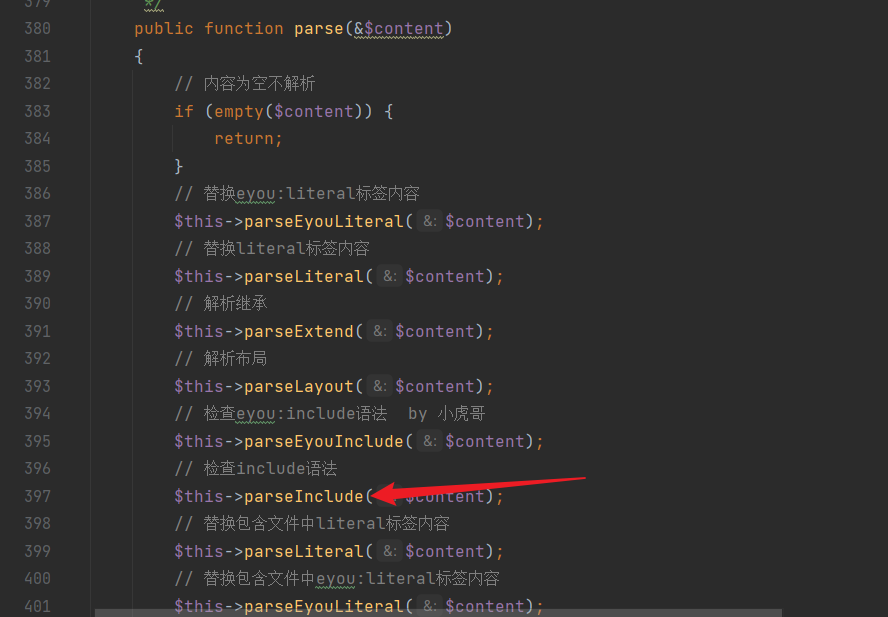 379 */
380 public function parse(&$content)
381 {
382 // 内容为空不解析
383 if (empty($content)) {
384 return;
385 }
386 // 替换eyou:literal标签内容
387 $this->parseEyouLiteral( &: $content);
388 // 替换literal标签内容
389 $this->parseLiteral( &: $content);
390 // 解析继承
391 $this->parseExtend( &: $content);
392 // 解析布局
393 $this->parseLayout( &: $content);
394 // 检查eyou:include语法 by 小虎哥
395 $this->parseEyouInclude( &: $content);
396 // 检查include语法
397 $this->parseInclude( $content);
398 // 替换包含文件中literal标签内容
399 $this->parseLiteral( &: $content);
400 // 替换包含文件中eyou:literal标签内容
401 $this->parseEyouLiteral( &: $content);